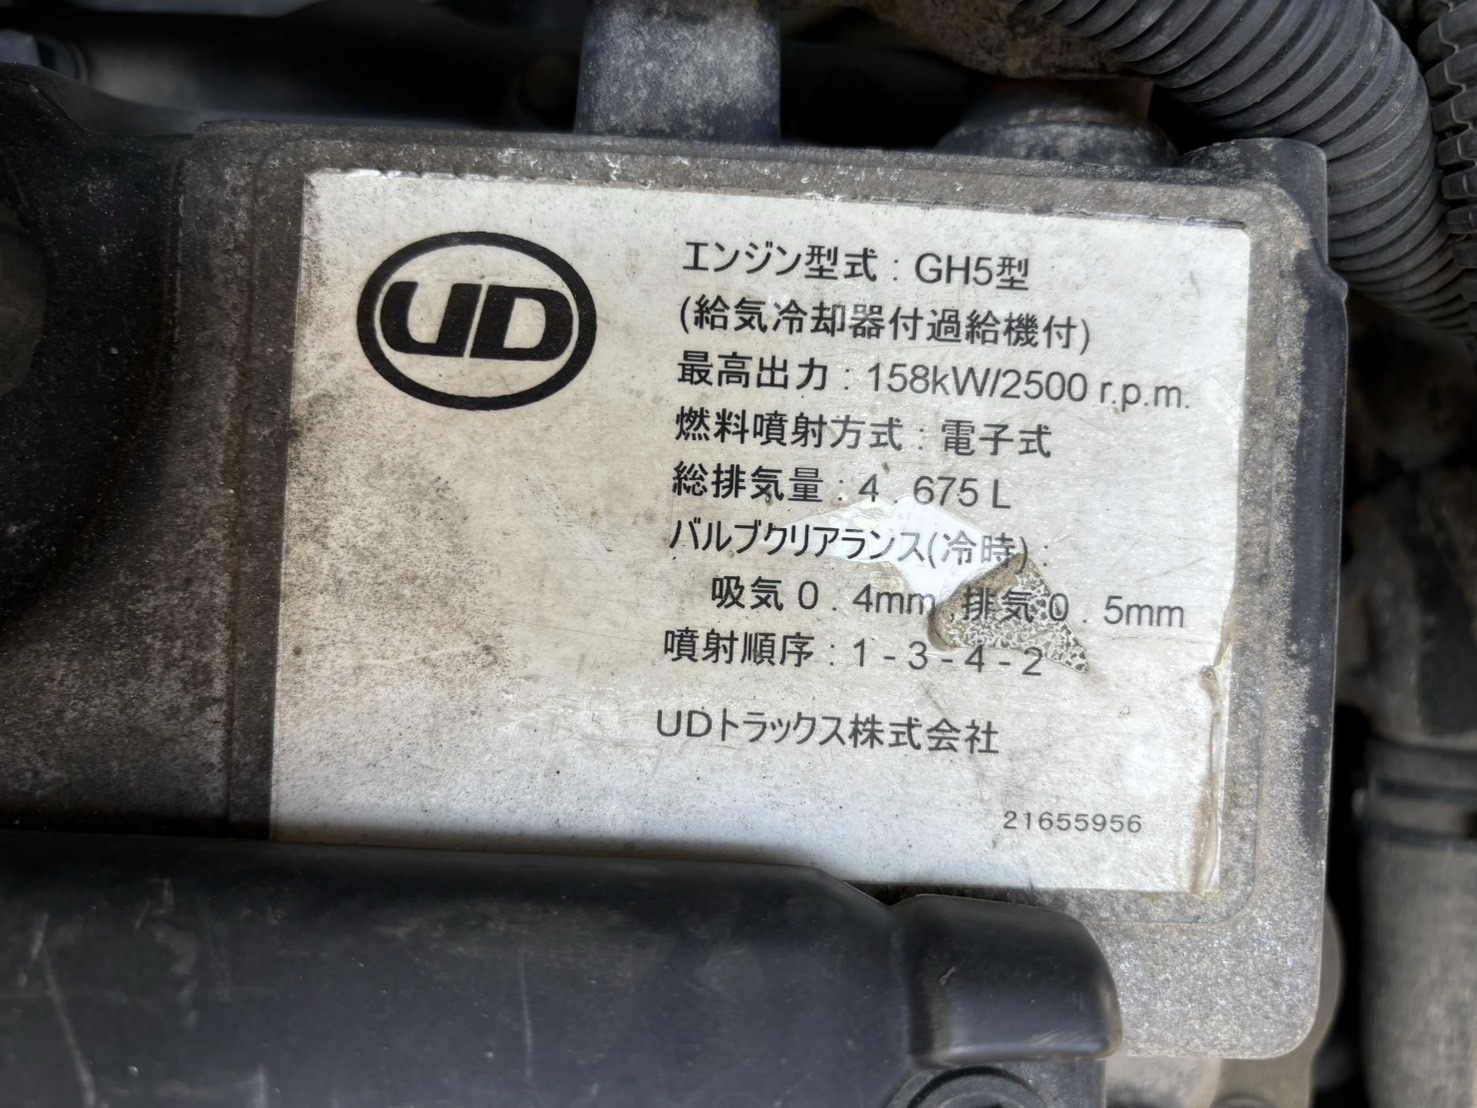 UD
エンジン型式 : GH5型
(給気冷却器付過給機付)
最高出力 : 158kW/2500 r.p.m.
燃料噴射方式 : 電子式
総排気量 : 4 . 675 L
バルブクリアランス(冷時) :
吸気 0 . 4mm, 排気 0 . 5mm
噴射順序 : 1 - 3 - 4 - 2
UDトラックス株式会社
21655956